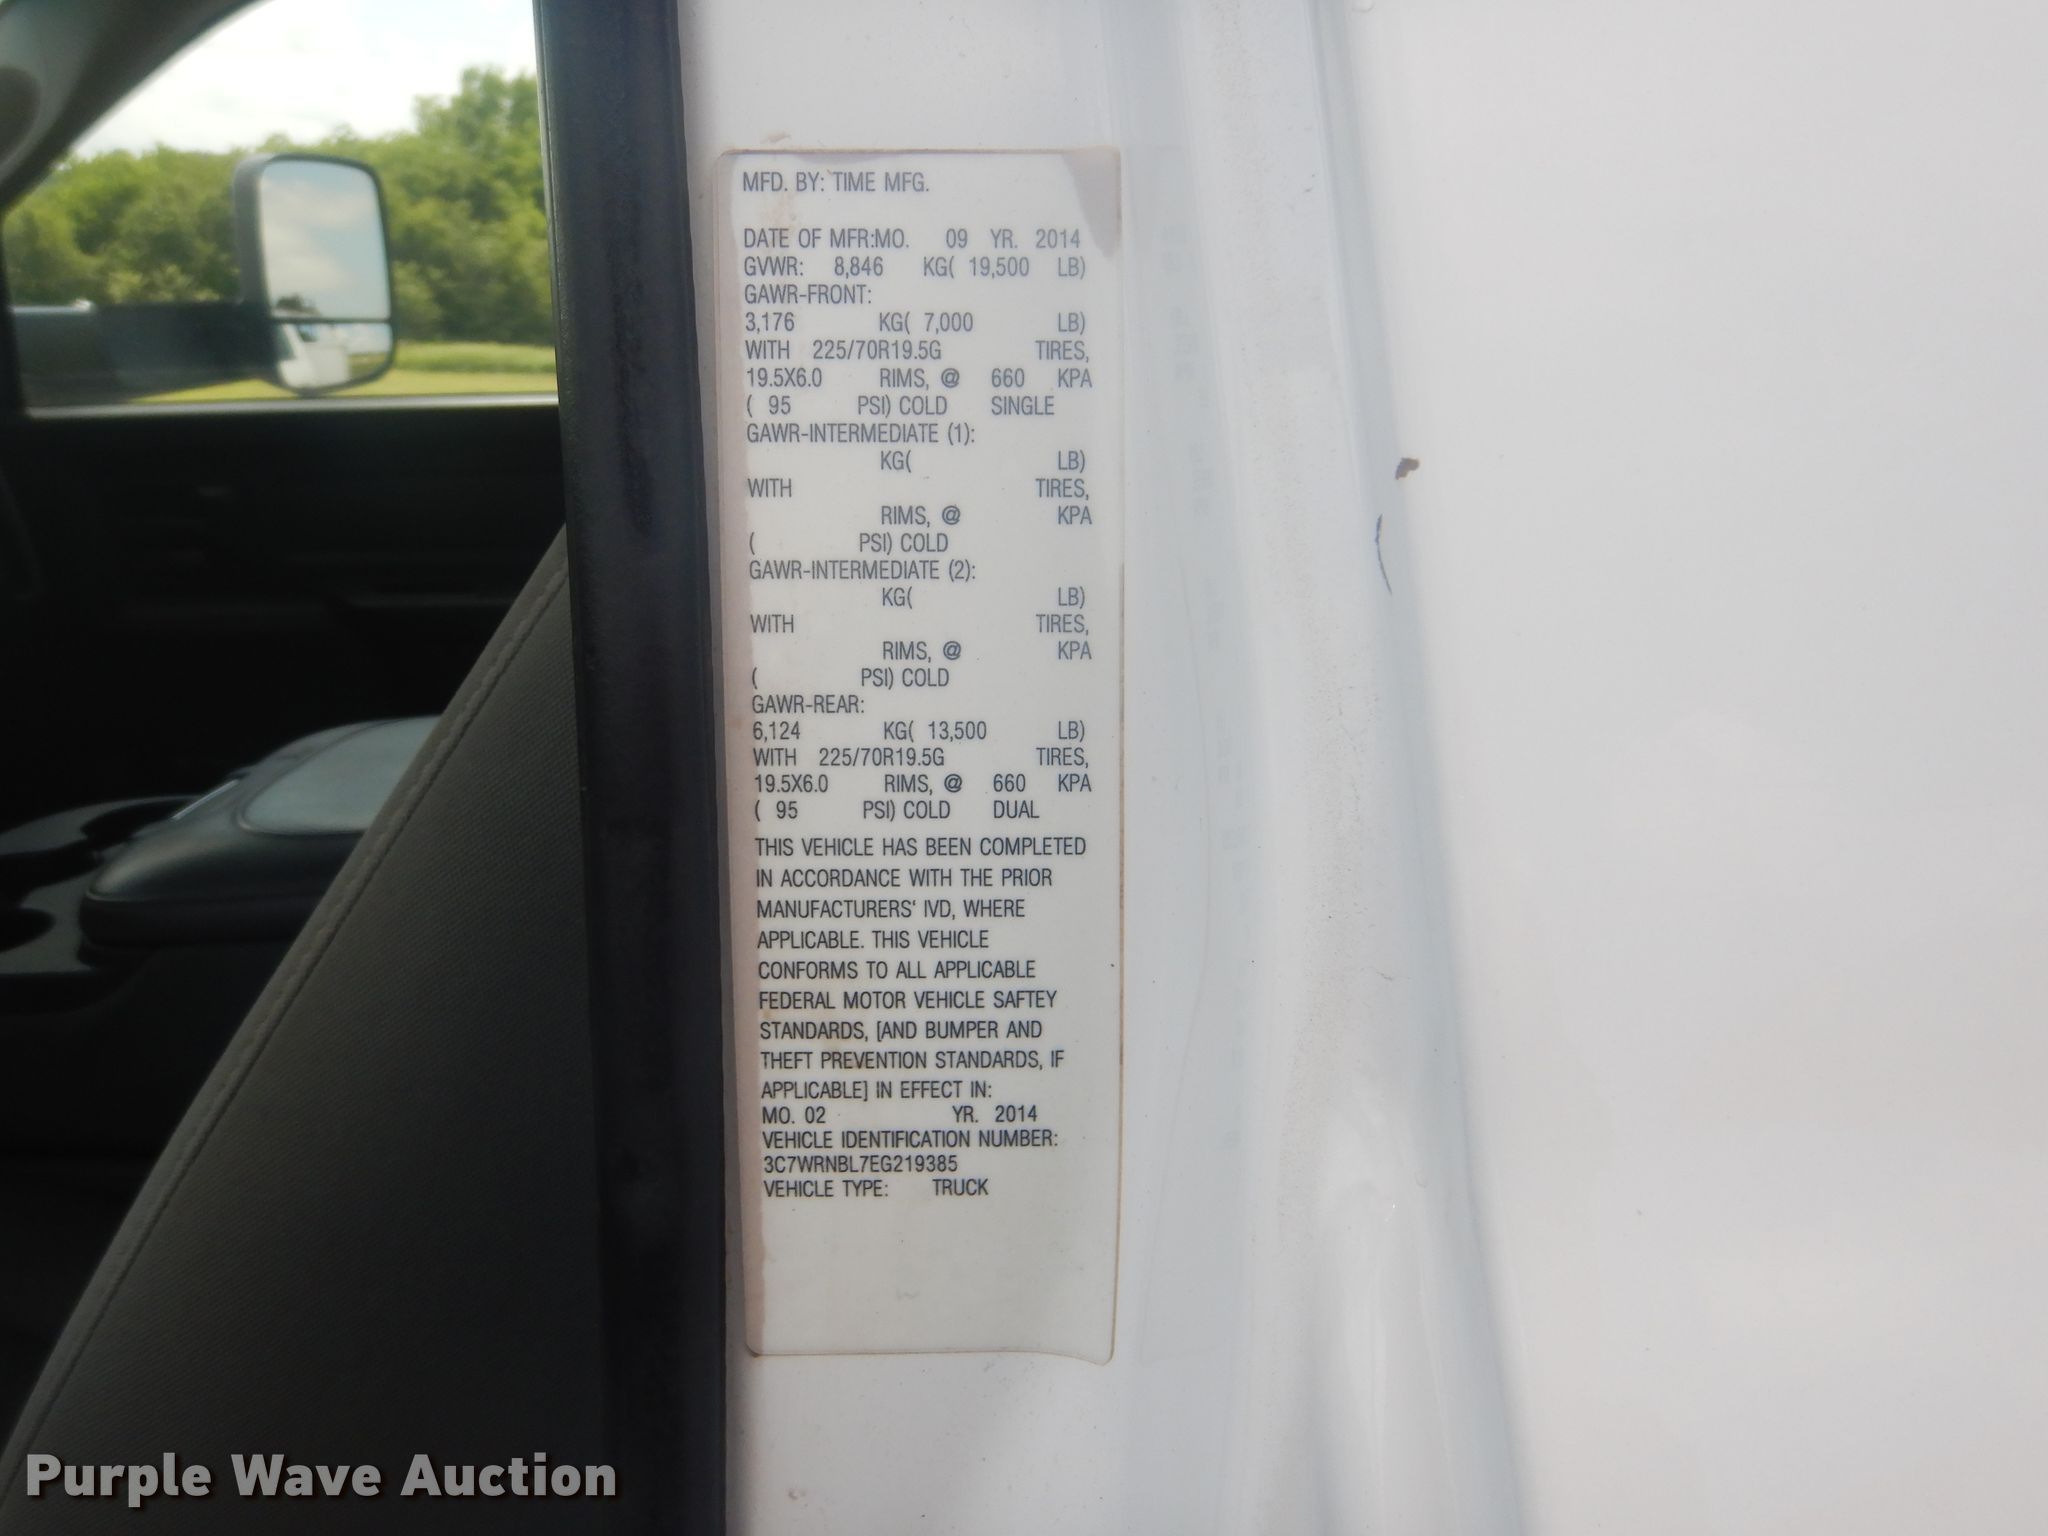 MFD. BY: TIME MFG.
DATE OF MFR:MO. 09 YR. 2014
GVWR: 8,846 KG( 19,500 LB)
GAWR-FRONT:
3,176 KG( 7,000 LB)
WITH 225/70R19.5G TIRES,
19.5X6.0 RIMS, @ 660 KPA
( 95 PSI) COLD SINGLE
GAWR-INTERMEDIATE (1):
KG( LB)
WITH TIRES,
RIMS, @ KPA
( PSI) COLD
GAWR-INTERMEDIATE (2):
KG( LB)
WITH TIRES,
RIMS, @ KPA
( PSI) COLD
GAWR-REAR:
6,124 KG( 13,500 LB)
WITH 225/70R19.5G TIRES,
19.5X6.0 RIMS, @ 660 KPA
( 95 PSI) COLD DUAL
THIS VEHICLE HAS BEEN COMPLETED
IN ACCORDANCE WITH THE PRIOR
MANUFACTURERS' IVD, WHERE
APPLICABLE. THIS VEHICLE
CONFORMS TO ALL APPLICABLE
FEDERAL MOTOR VEHICLE SAFTEY
STANDARDS, [AND BUMPER AND
THEFT PREVENTION STANDARDS, IF
APPLICABLE] IN EFFECT IN:
MO. 02 YR. 2014
VEHICLE IDENTIFICATION NUMBER:
3C7WRNBL7EG219385
VEHICLE TYPE: TRUCK
Purple Wave Auction